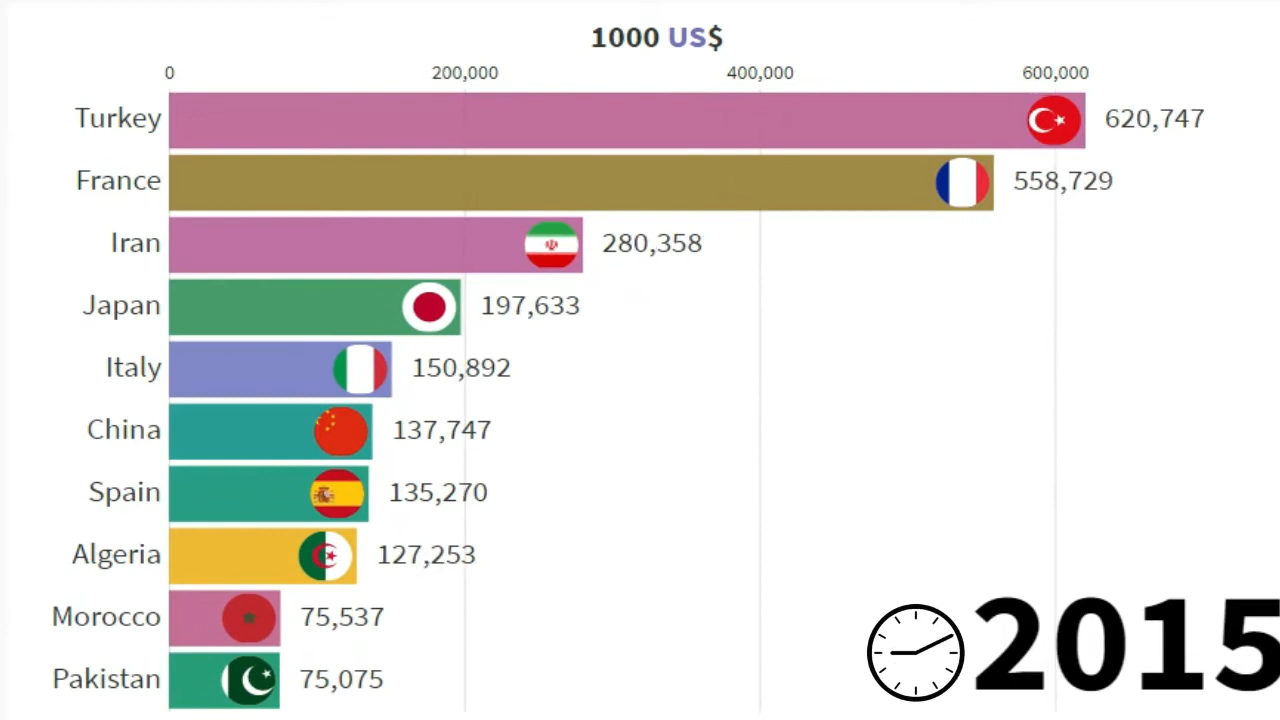 1000 US$
0 200,000 400,000 600,000
Turkey 620,747
France 558,729
Iran 280,358
Japan 197,633
Italy 150,892
China 137,747
Spain 135,270
Algeria 127,253
Morocco 75,537
Pakistan 75,075
2015